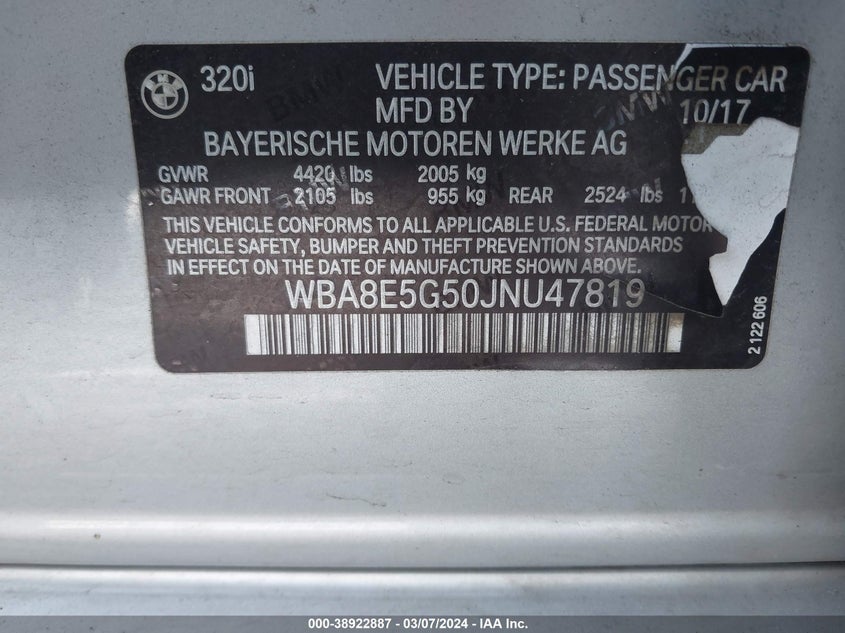 320i VEHICLE TYPE: PASSENGER CAR
MFD BY 10/17
BAYERISCHE MOTOREN WERKE AG
GVWR 4420 lbs 2005 kg
GAWR FRONT 2105 lbs 955 kg REAR 2524 lbs
THIS VEHICLE CONFORMS TO ALL APPLICABLE U.S. FEDERAL MOTOR
VEHICLE SAFETY, BUMPER AND THEFT PREVENTION STANDARDS
IN EFFECT ON THE DATE OF MANUFACTURE SHOWN ABOVE.
WBA8E5G50JNU47819
2 122 606
000-38922887 - 03/07/2024 - IAA Inc.